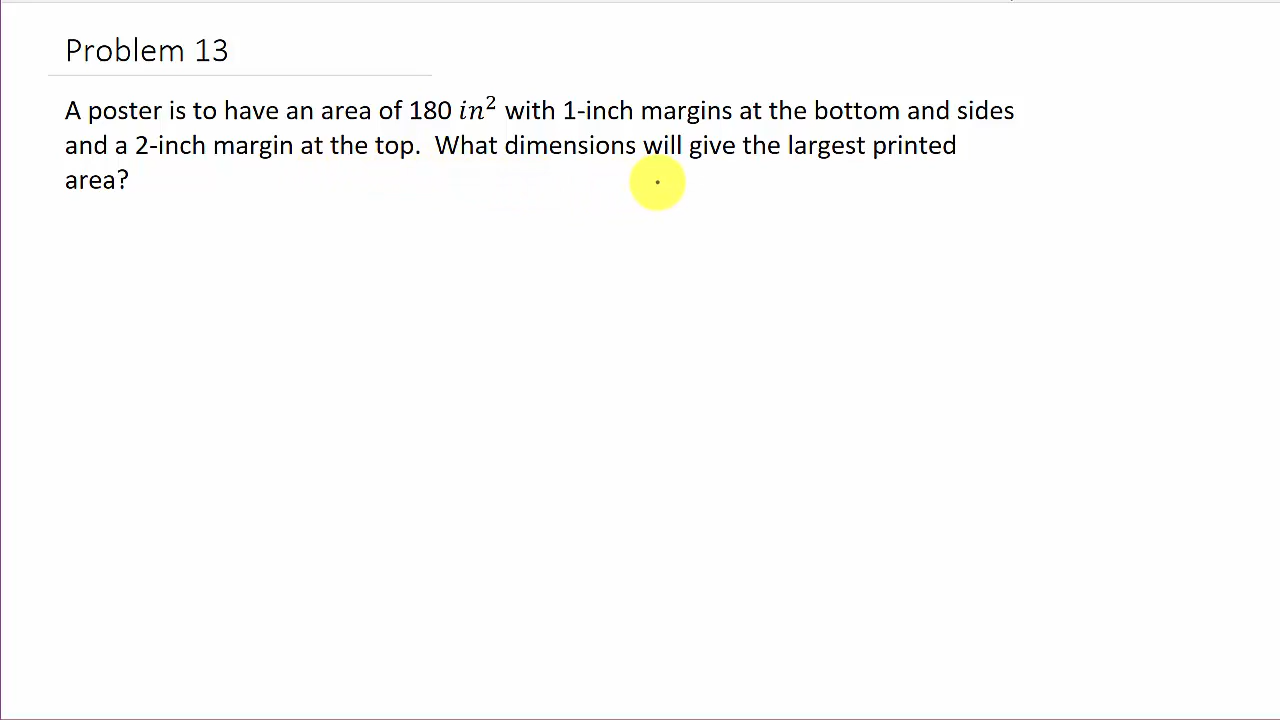 Problem 13
A poster is to have an area of 180 in² with 1-inch margins at the bottom and sides
and a 2-inch margin at the top.  What dimensions will give the largest printed
area?